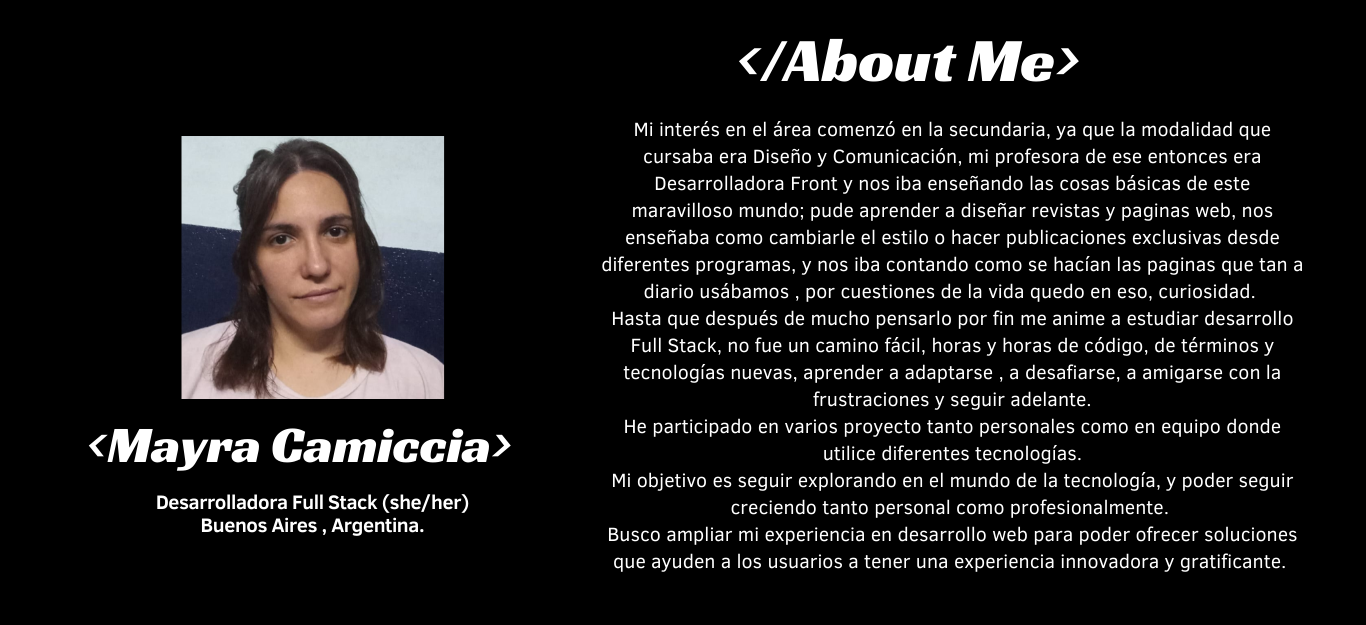 <Mayra Camiccia>
Desarrolladora Full Stack (she/her)
Buenos Aires , Argentina.
</About Me>
Mi interés en el área comenzó en la secundaria, ya que la modalidad que
cursaba era Diseño y Comunicación, mi profesora de ese entonces era
Desarrolladora Front y nos iba enseñando las cosas básicas de este
maravilloso mundo; pude aprender a diseñar revistas y paginas web, nos
enseñaba como cambiarle el estilo o hacer publicaciones exclusivas desde
diferentes programas, y nos iba contando como se hacían las paginas que tan a
diario usábamos , por cuestiones de la vida quedo en eso, curiosidad.
Hasta que después de mucho pensarlo por fin me anime a estudiar desarrollo
Full Stack, no fue un camino fácil, horas y horas de código, de términos y
tecnologías nuevas, aprender a adaptarse , a desafiarse, a amigarse con la
frustraciones y seguir adelante.
He participado en varios proyecto tanto personales como en equipo donde
utilice diferentes tecnologías.
Mi objetivo es seguir explorando en el mundo de la tecnología, y poder seguir
creciendo tanto personal como profesionalmente.
Busco ampliar mi experiencia en desarrollo web para poder ofrecer soluciones
que ayuden a los usuarios a tener una experiencia innovadora y gratificante.